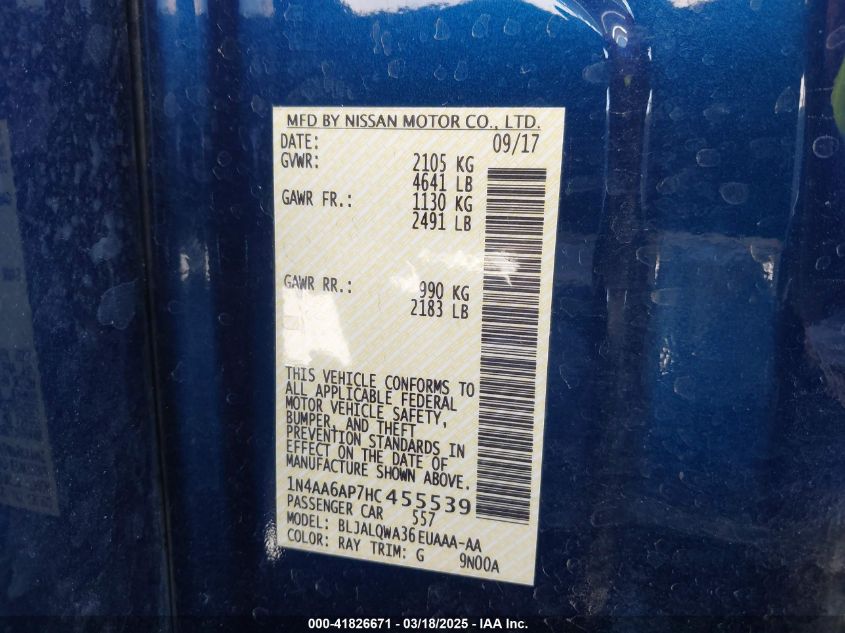 MFD BY NISSAN MOTOR CO., LTD.
DATE: 09/17
GVWR: 2105 KG
4641 LB
GAWR FR.: 1130 KG
2491 LB
GAWR RR.: 990 KG
2183 LB
THIS VEHICLE CONFORMS TO
ALL APPLICABLE FEDERAL
MOTOR VEHICLE SAFETY,
BUMPER, AND THEFT
PREVENTION STANDARDS IN
EFFECT ON THE DATE OF
MANUFACTURE SHOWN ABOVE.
1N4AA6AP7HC455539
PASSENGER CAR 557
MODEL: BLJALQWA36EUAAA-AA
COLOR: RAY TRIM: G 9N00A
000-41826671 / 03/18/2025 - IAA Inc.